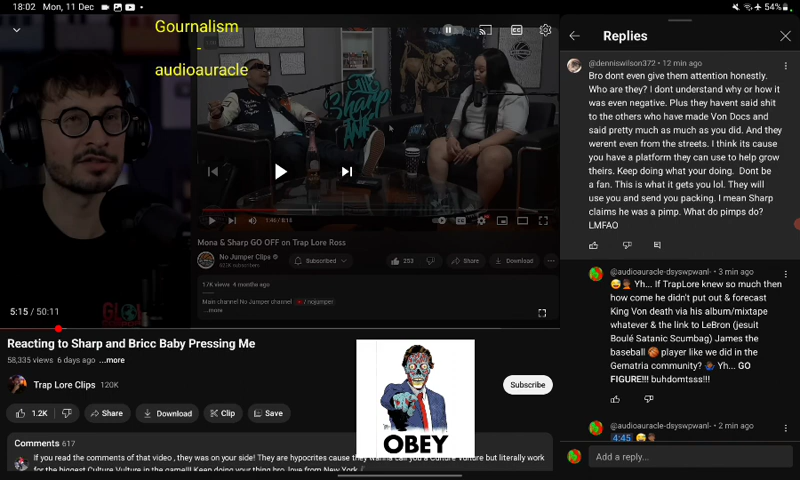 18:02 Mon, 11 Dec
54%
Gournalism
-
audioauracle
5:15 / 50:11
Mona & Sharp GO OFF on Trap Lore Ross
No Jumper Clips
Subscribed
253
Share
Download
17K views 4 months ago
Main channel No Jumper channel / nojumper
...more
Reacting to Sharp and Bricc Baby Pressing Me
58,335 views 6 days ago ...more
Trap Lore Clips 120K
Subscribe
1.2K
Share
Download
Clip
Save
OBEY
Comments 617
If you read the comments of that video , they was on your side! They are hypocrites cause they wanna call you a Culture Vulture but literally work
for the biggest Culture Vulture in the game!!! Keep doing your thing bro, love from New York
Replies
@denniswilson372 • 12 min ago
Bro dont even give them attention honestly.
Who are they? I dont understand why or how it
was even negative. Plus they havent said shit
to the others who have made Von Docs and
said pretty much as much as you did. And they
werent even from the streets. I think its cause
you have a platform they can use to help grow
theirs. Keep doing what your doing. Dont be
a fan. This is what it gets you lol. They will
use you and send you packing. I mean Sharp
claims he was a pimp. What do pimps do?
LMFAO
@audioauracle-dsyswpwanl- • 3 min ago
Yh... If TrapLore knew so much then
how come he didn't put out & forecast
King Von death via his album/mixtape
whatever & the link to LeBron (jesuit
Boulé Satanic Scumbag) James the
baseball player like we did in the
Gematria community? Yh... GO
FIGURE!!! buhdomtsss!!!
@audioauracle-dsyswpwanl- • 2 min ago
4:45
Add a reply...